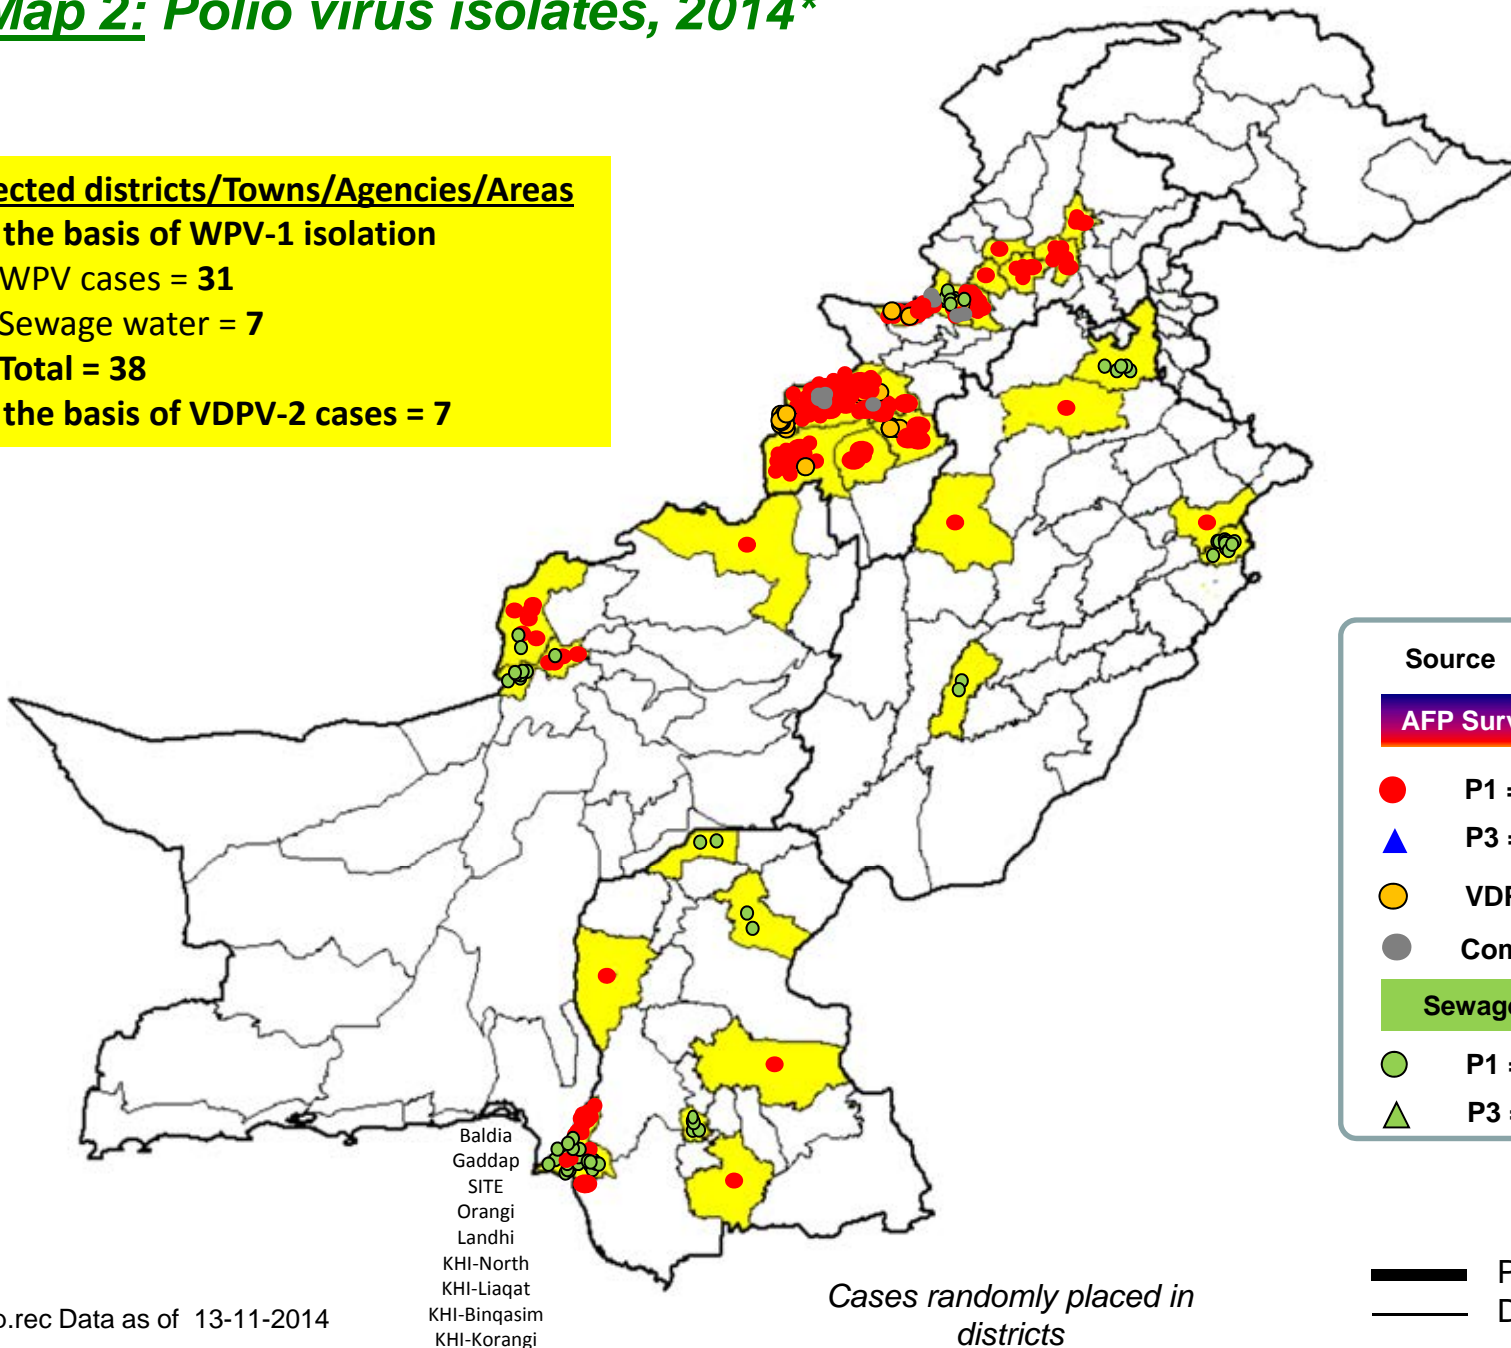 Map 2: Polio virus isolates, 2014*
ected districts/Towns/Agencies/Areas
the basis of WPV-1 isolation
WPV cases = 31
Sewage water = 7
Total = 38
the basis of VDPV-2 cases = 7
Source
AFP Surv
P1 =
P3 =
VDP
Com
Sewage
P1 =
P3 =
Baldia
Gaddap
SITE
Orangi
Landhi
KHI-North
KHI-Liaqat
KHI-Binqasim
KHI-Korangi
Cases randomly placed in
districts
P
D
o.rec Data as of 13-11-2014